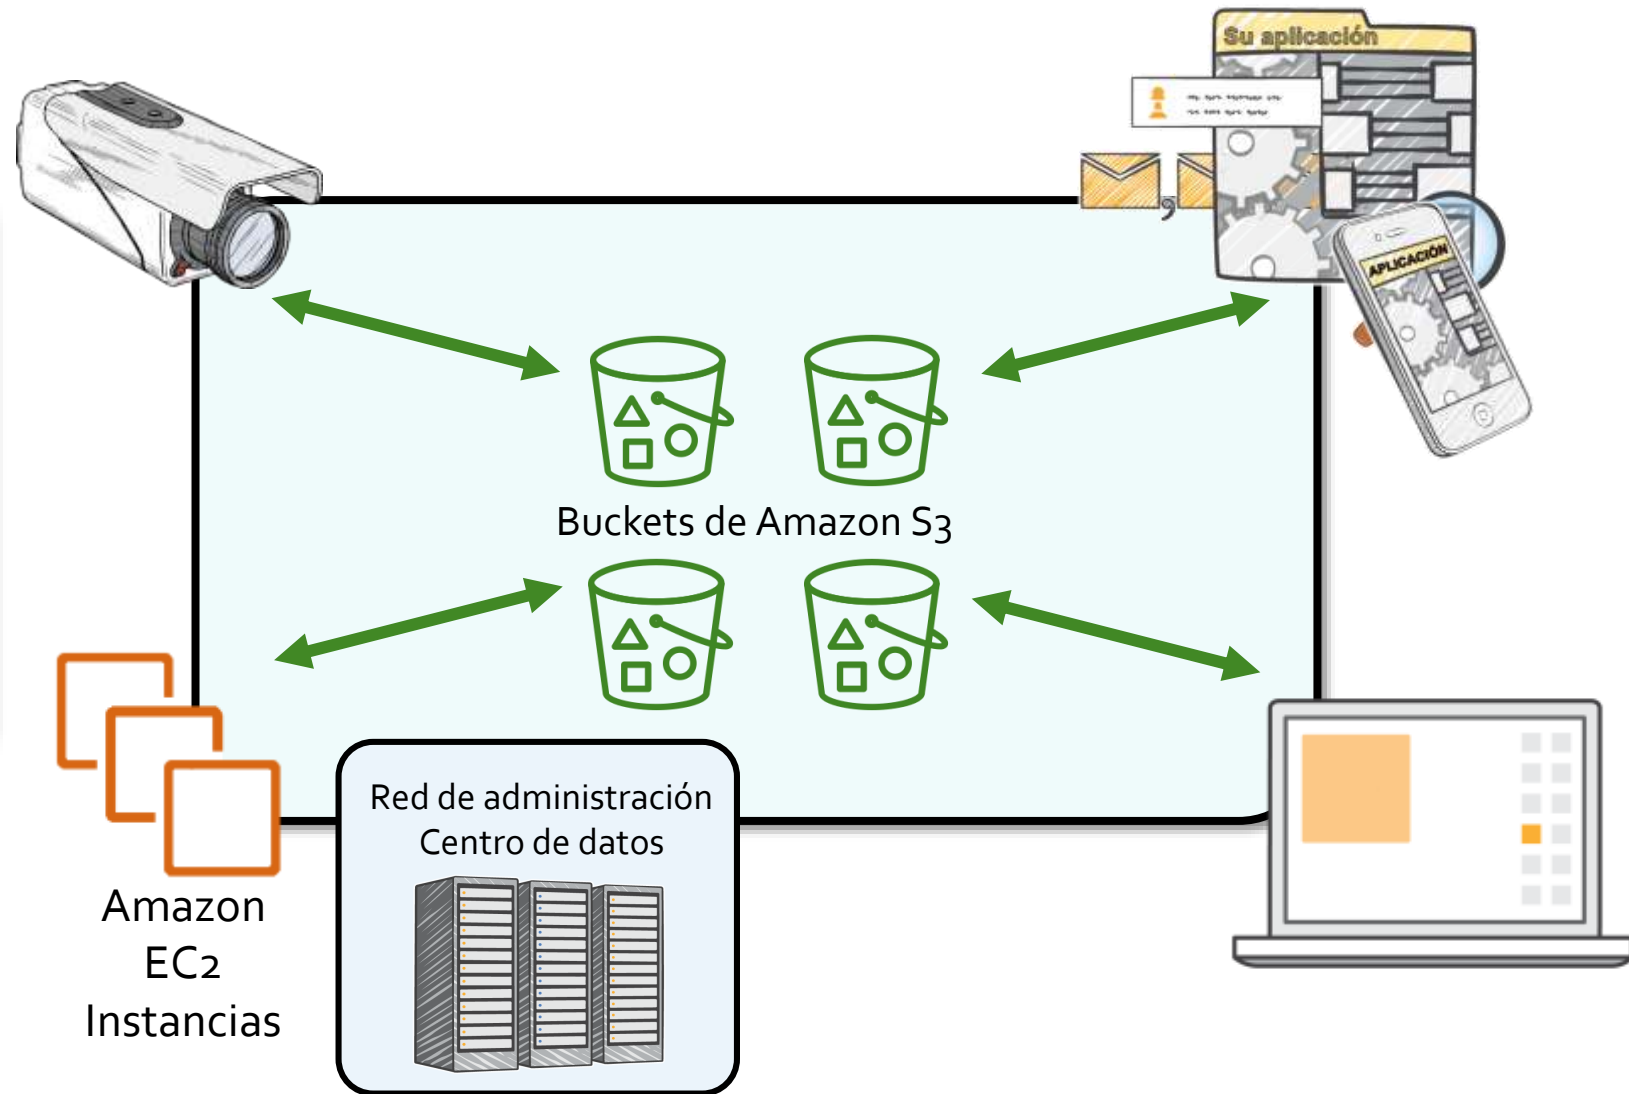 Su aplicación
,
APLICACIÓN
Buckets de Amazon S3
Red de administración
Centro de datos
Amazon
EC2
Instancias